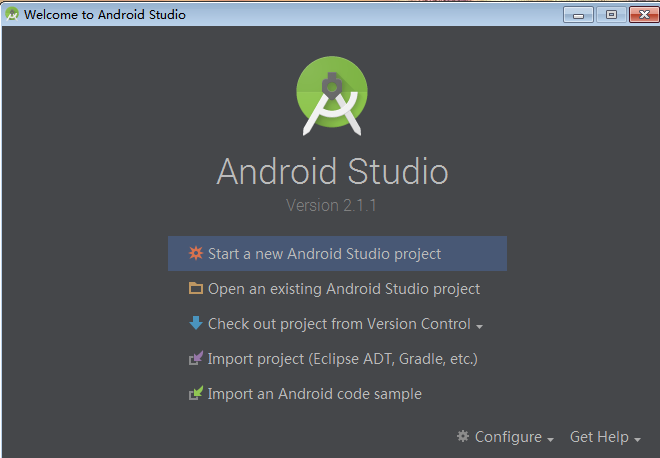 Welcome to Android Studio
Android Studio
Version 2.1.1
Start a new Android Studio project
Open an existing Android Studio project
Check out project from Version Control
Import project (Eclipse ADT, Gradle, etc.)
Import an Android code sample
Configure Get Help